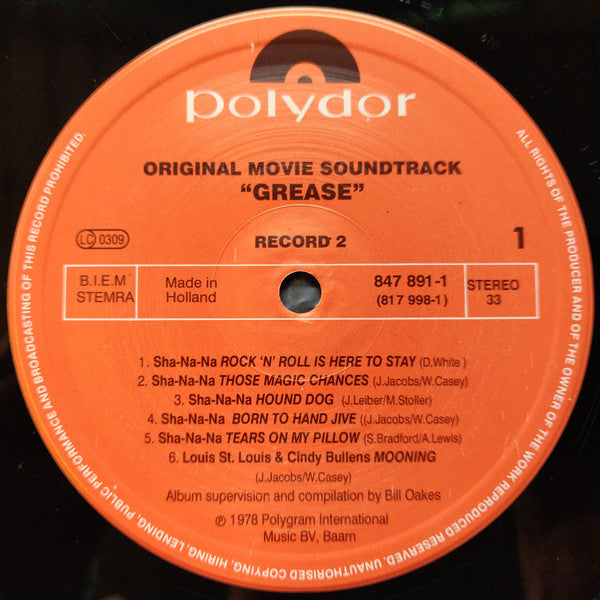 polydor
ORIGINAL MOVIE SOUNDTRACK
“GREASE”
LC 0309
RECORD 2
1
B.I.E.M
STEMRA
Made in
Holland
847 891-1
(817 998-1)
STEREO
33
1. Sha-Na-Na ROCK 'N' ROLL IS HERE TO STAY (D.White )
2. Sha-Na-Na THOSE MAGIC CHANCES (J.Jacobs/W.Casey)
3. Sha-Na-Na HOUND DOG (J.Leiber/M.Stoller)
4. Sha-Na-Na BORN TO HAND JIVE ((J.Jacobs/W.Casey)
5. Sha-Na-Na TEARS ON MY PILLOW (S.Bradford/A.Lewis)
6. Louis St. Louis & Cindy Bullens MOONING
(J.Jacobs/W.Casey)
Album supervision and compilation by Bill Oakes
℗ 1978 Polygram International
Music BV, Baarn
ALL RIGHTS OF THE PRODUCER AND OF THE OWNER OF THE WORK REPRODUCED RESERVED. UNAUTHORISED COPYING, HIRING, LENDING, PUBLIC PERFORMANCE AND BROADCASTING OF THIS RECORD PROHIBITED.